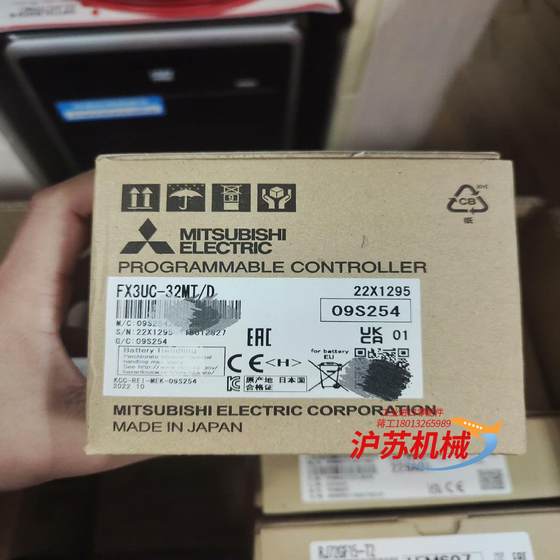 MITSUBISHI
ELECTRIC
PROGRAMMABLE CONTROLLER
FX3UC-32MT/D
22X1295
09S254
M/C:09S254
S/N:22X1295
G/C:09S254
EAC
UK
CA 01
CE <H>
for battery
EU
Battery Handling
KCC-REI-MEK-09S254
2022.10
原产地 日本国
合格证
MITSUBISHI ELECTRIC CORPORATION
MADE IN JAPAN
蒋工18013265989
沪苏机械
RJ72GF15-T2